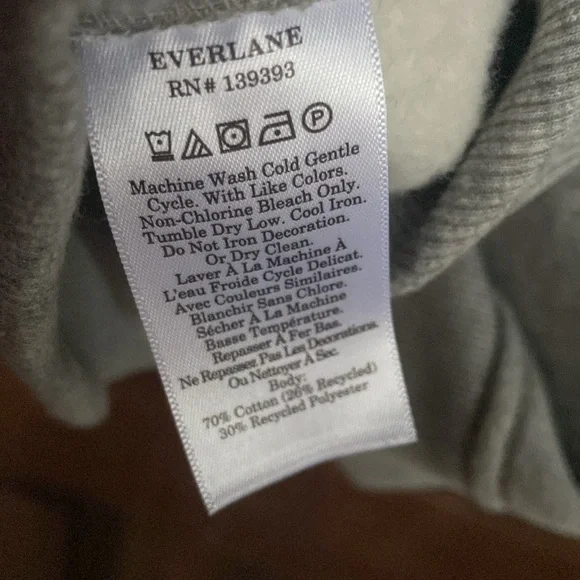 EVERLANE
RN# 139393
P
Machine Wash Cold Gentle
Cycle. With Like Colors.
Non-Chlorine Bleach Only.
Tumble Dry Low. Cool Iron.
Do Not Iron Decoration.
Or Dry Clean.
Laver À La Machine À
L'eau Froide Cycle Delicat.
Avec Couleurs Similaires.
Blanchir Sans Chlore.
Sécher À La Machine
Basse Température.
Repasser À Fer Bas.
Ne Repassez Pas Les Decorations.
Ou Nettoyer À Sec.
Body:
70% Cotton (26% Recycled)
30% Recycled Polyester